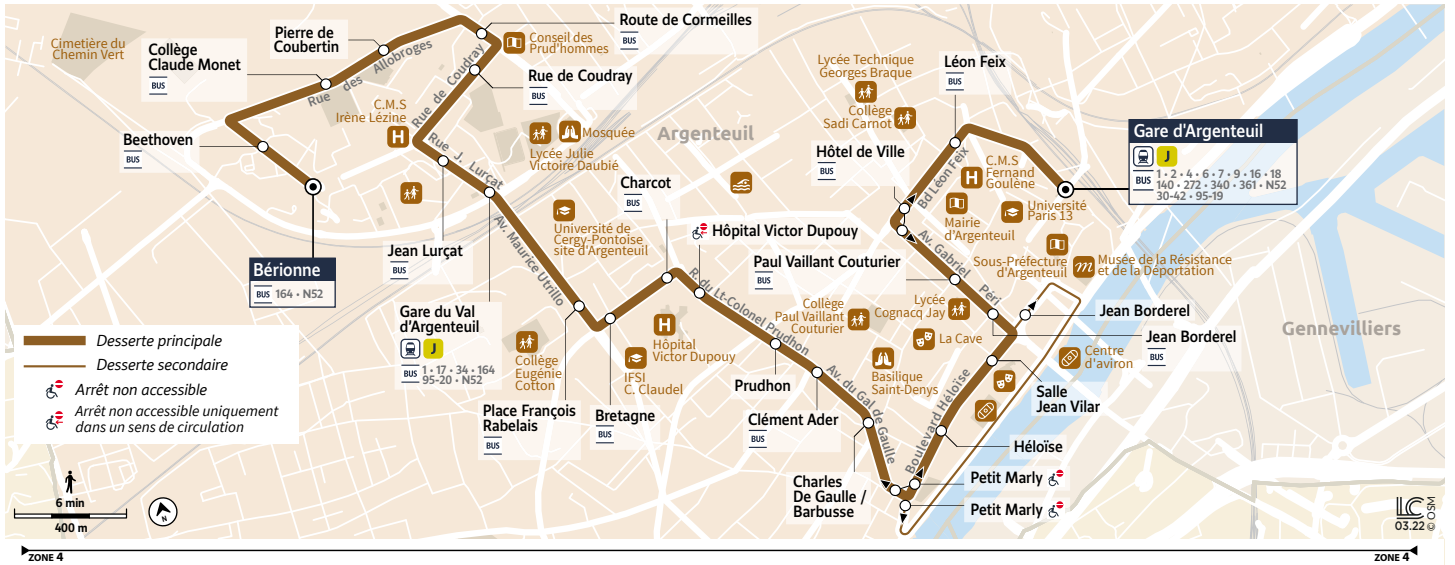 Cimetière du
Chemin Vert
Collège
Claude Monet
BUS
Pierre de
Coubertin
BUS
Route de Cormeilles
BUS
Conseil des
Prud'hommes
Rue des Allobroges
Rue de Coudray
Rue de Coudray
BUS
Beethoven
BUS
C.M.S
Irène Lézine
H
Rue J. Lurçat
Mosquée
Lycée Julie
Victoire Daubié
Argenteuil
Lycée Technique
Georges Braque
Collège
Sadi Carnot
Léon Feix
BUS
Gare d'Argenteuil
J
BUS 1 • 2 • 4 • 6 • 7 • 9 • 16 • 18
140 • 272 • 340 • 361 • N52
30-42 • 95-19
Hôtel de Ville
BUS
Bd Léon Feix
C.M.S
Fernand
Goulène
H
Université
Paris 13
Mairie
d'Argenteuil
Charcot
BUS
Université de
Cergy-Pontoise
site d'Argenteuil
Hôpital Victor Dupouy
Jean Lurçat
BUS
Av. Maurice Utrillo
Bérionne
BUS 164 • N52
Paul Vaillant Couturier
BUS
Av. Gabriel Péri
Sous-Préfecture
d'Argenteuil
m
Musée de la Résistance
et de la Déportation
Gare du Val
d'Argenteuil
J
BUS 1 • 17 • 34 • 164
95-20 • N52
R. du Lt-Colonel Prudhon
Collège
Paul Vaillant
Couturier
Lycée
Cognacq Jay
La Cave
Jean Borderel
Jean Borderel
BUS
Gennevilliers
Collège
Eugénie
Cotton
H
Hôpital
Victor Dupouy
IFSI
C. Claudel
Basilique
Saint-Denys
Centre
d'aviron
Desserte principale
Desserte secondaire
Arrêt non accessible
Arrêt non accessible uniquement
dans un sens de circulation
Place François
Rabelais
BUS
Bretagne
BUS
Prudhon
Clément Ader
BUS
Av. du Gal de Gaulle
Boulevard Héloïse
Salle
Jean Vilar
Héloïse
Charles
De Gaulle /
Barbusse
Petit Marly
Petit Marly
6 min
400 m
N
LC
03.22 © OSM
ZONE 4
ZONE 4